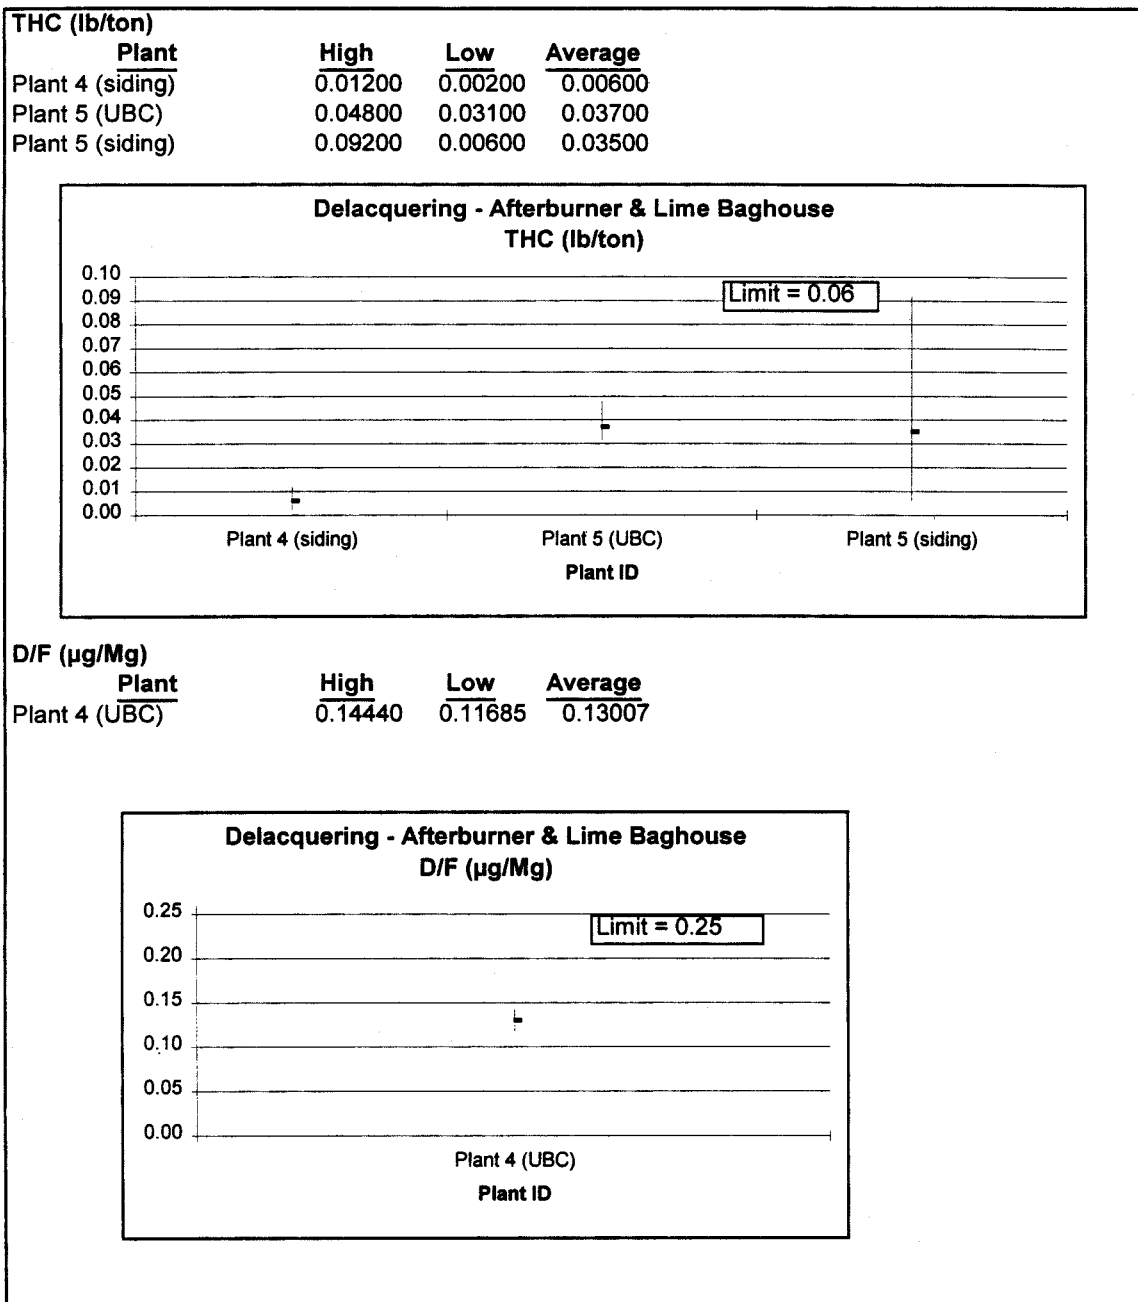 THC (lb/ton)
Plant High Low Average
Plant 4 (siding) 0.01200 0.00200 0.00600
Plant 5 (UBC) 0.04800 0.03100 0.03700
Plant 5 (siding) 0.09200 0.00600 0.03500
Delacquering - Afterburner & Lime Baghouse
THC (lb/ton)
Limit = 0.06
0.10
0.09
0.08
0.07
0.06
0.05
0.04
0.03
0.02
0.01
0.00
Plant 4 (siding) Plant 5 (UBC) Plant 5 (siding)
Plant ID
D/F (µg/Mg)
Plant High Low Average
Plant 4 (UBC) 0.14440 0.11685 0.13007
Delacquering - Afterburner & Lime Baghouse
D/F (µg/Mg)
Limit = 0.25
0.25
0.20
0.15
0.10
0.05
0.00
Plant 4 (UBC)
Plant ID